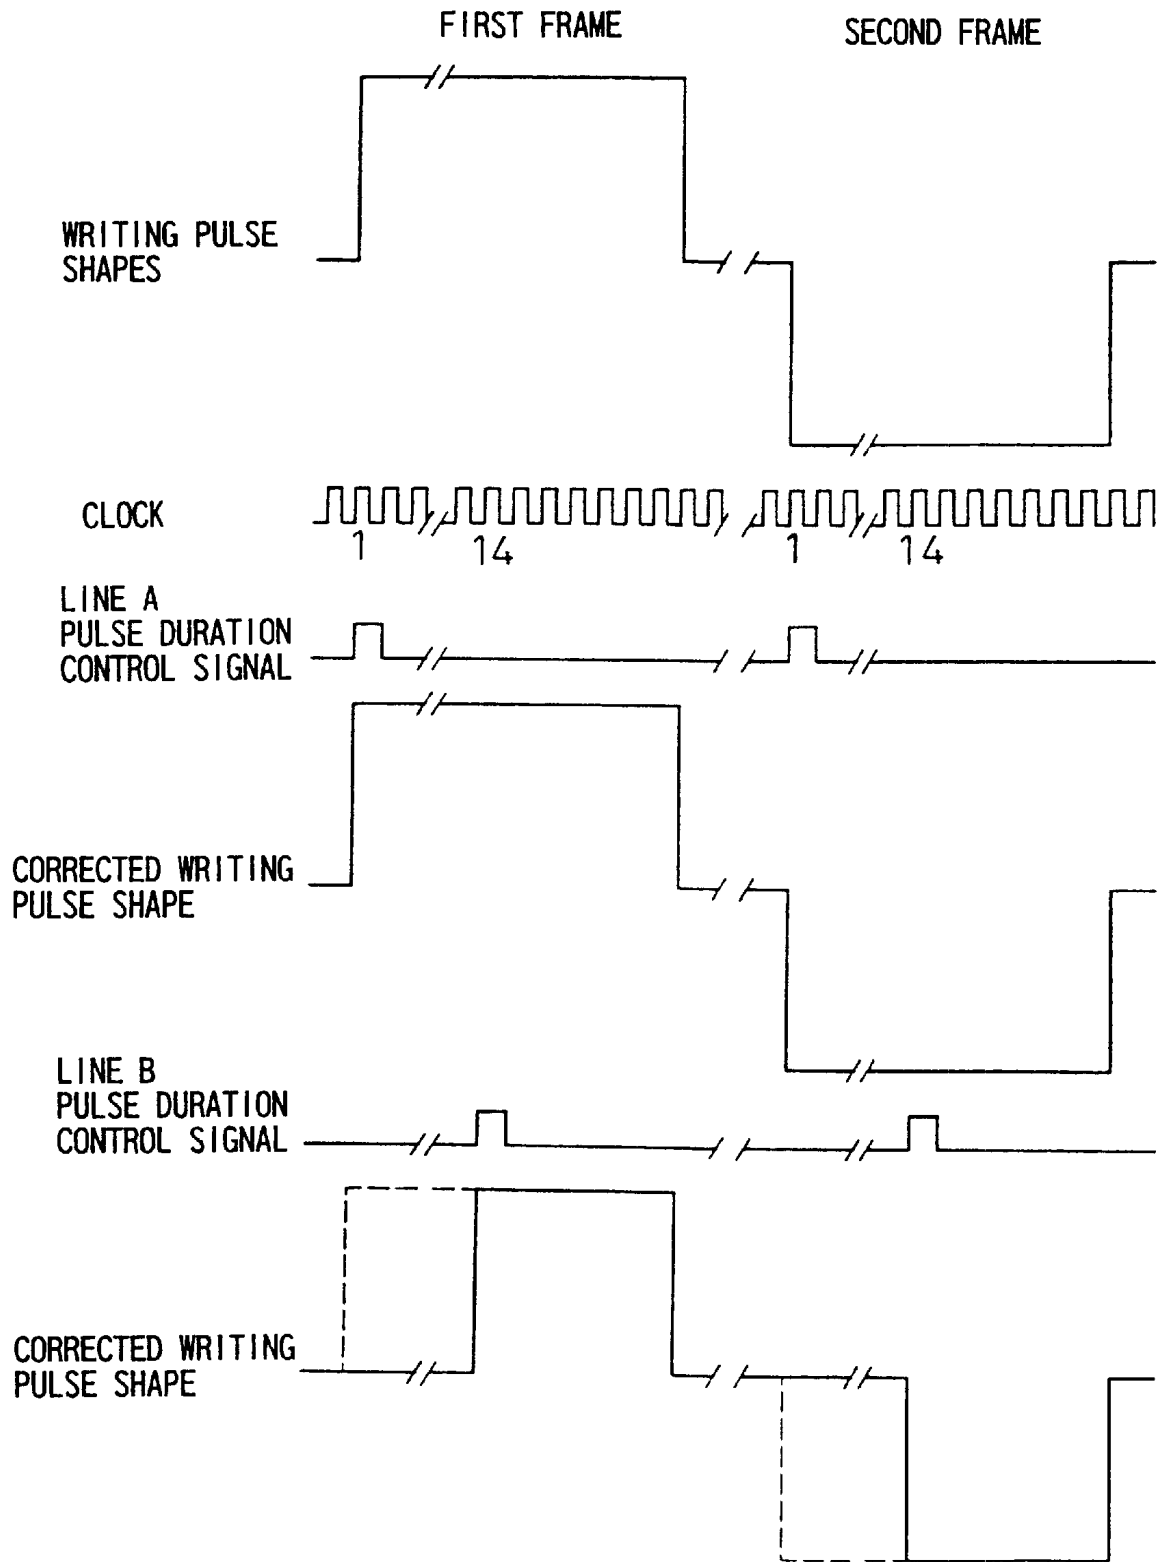 FIRST FRAME
SECOND FRAME
WRITING PULSE
SHAPES
CLOCK
1
14
1
14
LINE A
PULSE DURATION
CONTROL SIGNAL
CORRECTED WRITING
PULSE SHAPE
LINE B
PULSE DURATION
CONTROL SIGNAL
CORRECTED WRITING
PULSE SHAPE